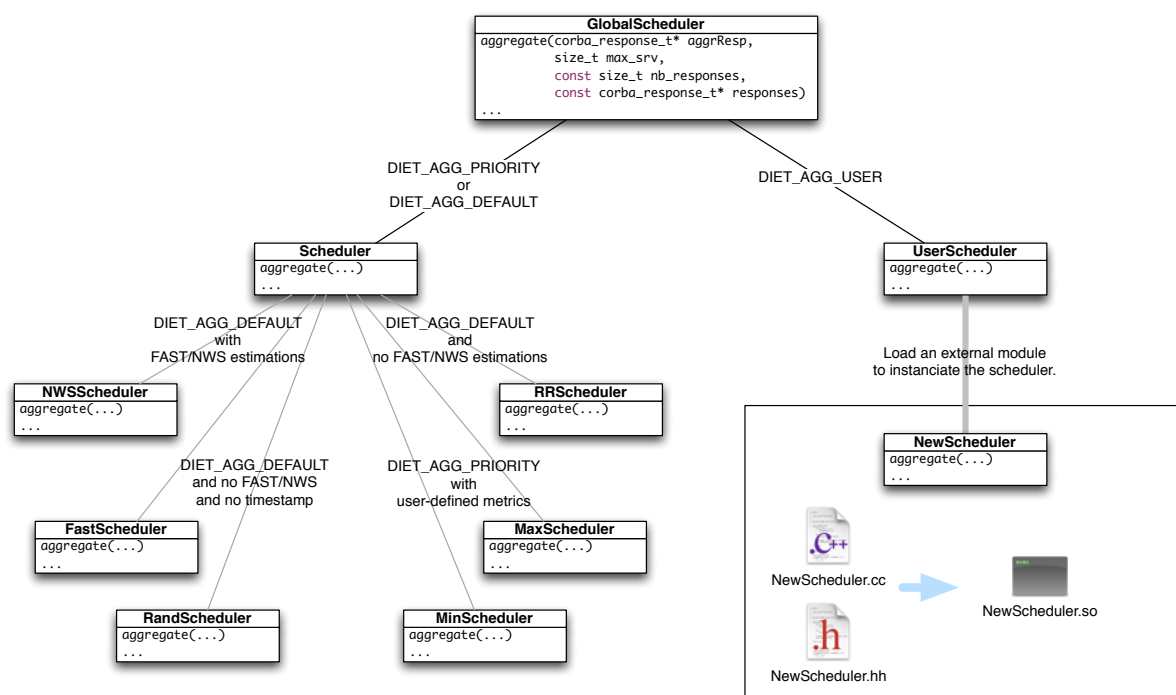 GlobalScheduler
aggregate(corba_response_t* aggrResp,
size_t max_srv,
const size_t nb_responses,
const corba_response_t* responses)
...
DIET_AGG_PRIORITY
or
DIET_AGG_DEFAULT
DIET_AGG_USER
Scheduler
aggregate(...)
...
UserScheduler
aggregate(...)
...
DIET_AGG_DEFAULT
with
FAST/NWS estimations
DIET_AGG_DEFAULT
and
no FAST/NWS estimations
Load an external module
to instanciate the scheduler.
NWSScheduler
aggregate(...)
...
RRScheduler
aggregate(...)
...
NewScheduler
aggregate(...)
...
DIET_AGG_DEFAULT
and no FAST/NWS
and no timestamp
DIET_AGG_PRIORITY
with
user-defined metrics
FastScheduler
aggregate(...)
...
MaxScheduler
aggregate(...)
...
RandScheduler
aggregate(...)
...
MinScheduler
aggregate(...)
...
.C++
NewScheduler.cc
.h
NewScheduler.hh
NewScheduler.so